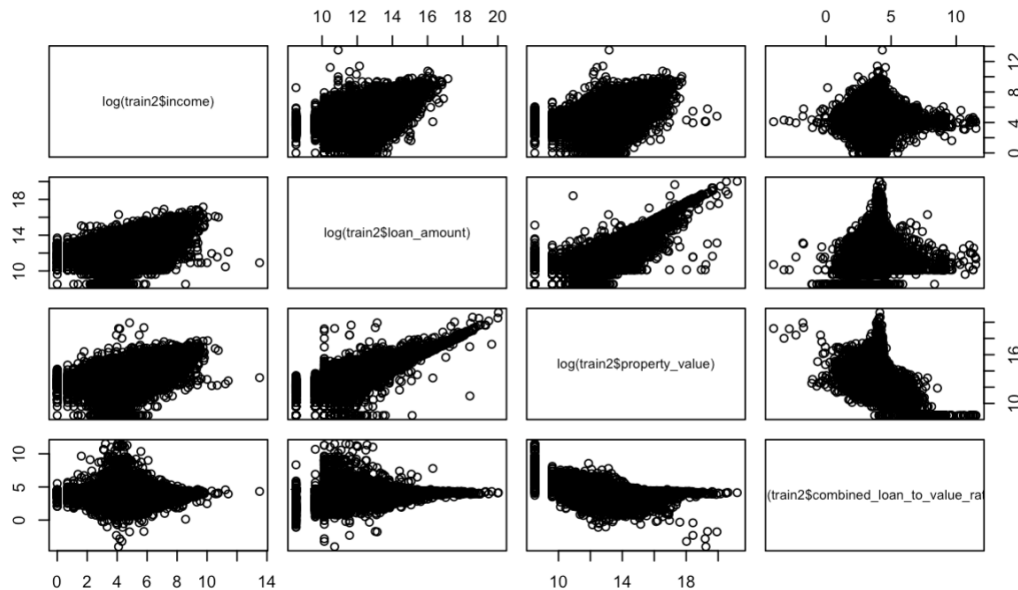 10 12 14 16 18 20
0 5 10
log(train2$income)
0 4 8 12
10 14 18
log(train2$loan_amount)
log(train2$property_value)
10 16
0 5 10
(train2$combined_loan_to_value_rat
0 2 4 6 8 10 14
10 14 18